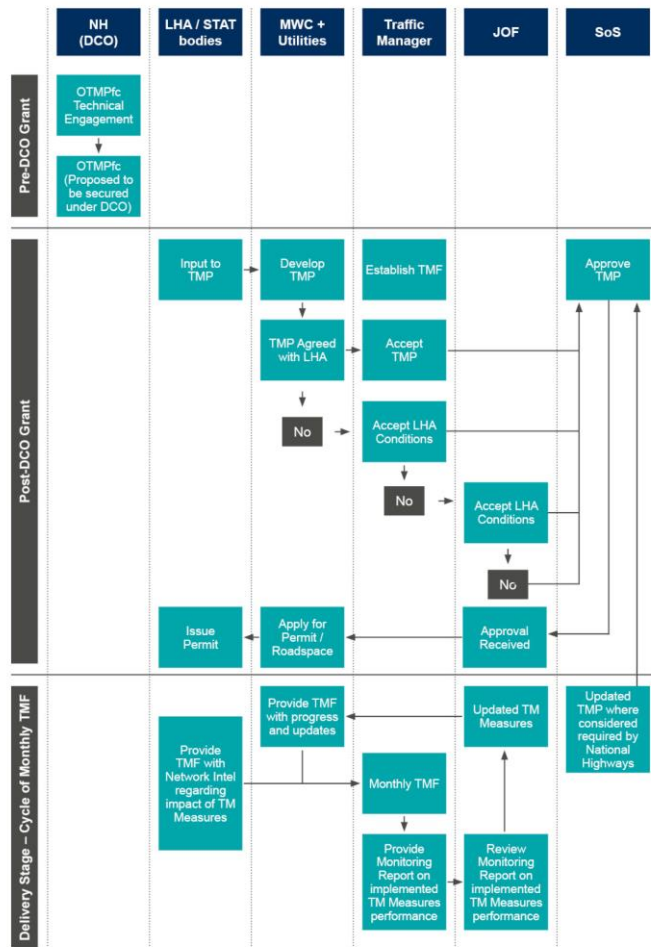 NH
(DCO)
LHA / STAT
bodies
MWC +
Utilities
Traffic
Manager
JOF
SoS
Pre-DCO Grant
OTMPfc
Technical
Engagement
OTMPfc
(Proposed to
be secured
under DCO)
Post-DCO Grant
Input to
TMP
Develop
TMP
Establish TMF
Approve
TMP
TMP Agreed
with LHA
Accept
TMP
No
Accept LHA
Conditions
No
Accept LHA
Conditions
No
Issue
Permit
Apply for
Permit /
Roadspace
Approval
Received
Delivery Stage – Cycle of Monthly TMF
Provide
TMF with
Network Intel
regarding
impact of TM
Measures
Provide TMF
with progress
and updates
Updated TM
Measures
Updated
TMP where
considered
required by
National
Highways
Monthly TMF
Provide
Monitoring
Report on
implemented
TM Measures
performance
Review
Monitoring
Report on
implemented
TM Measures
performance